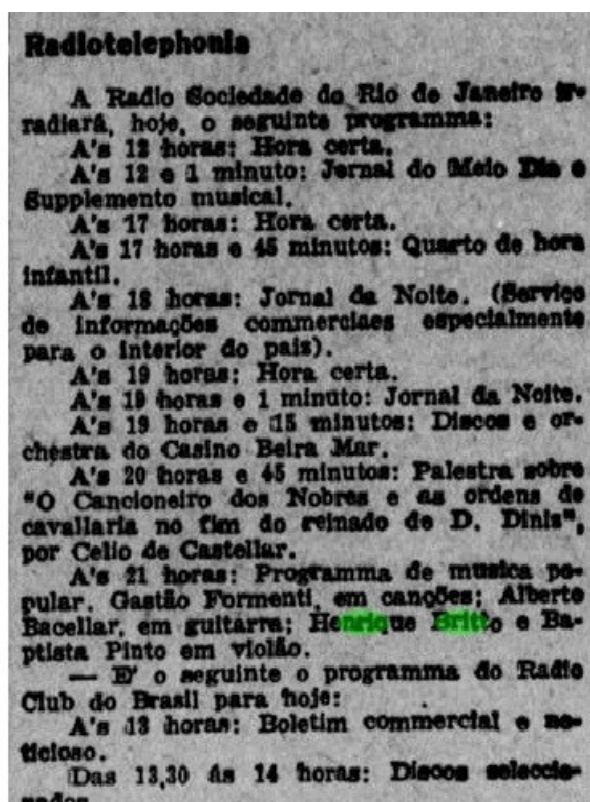 Radiotelephonia
A Radio Sociedade do Rio de Janeiro ir-
radiará, hoje, o seguinte programma:
A's 12 horas: Hora certa.
A's 12 e 1 minuto: Jornal do Meio Dia e
Supplemento musical.
A's 17 horas: Hora certa.
A's 17 horas e 45 minutos: Quarto de hora
infantil.
A's 18 horas: Jornal da Noite. (Serviço
de informações commerciaes especialmente
para o interior do pais).
A's 19 horas: Hora certa.
A's 19 horas e 1 minuto: Jornal da Noite.
A's 19 horas e 15 minutos: Discos e or-
chestra do Casino Beira Mar.
A's 20 horas e 45 minutos: Palestra sobre
"O Cancioneiro dos Nobres e as ordens de
cavallaria no fim do reinado de D. Dinis",
por Celio de Castellar.
A's 21 horas: Programma de musica po-
pular. Gastão Formenti, em canções; Alberto
Bacellar, em guitarra; Henrique Britto e Ba-
ptista Pinto em violão.
— E' o seguinte o programma do Radio
Club do Brasil para hoje:
A's 13 horas: Boletim commercial e no-
ticioso.
Das 13,30 ás 14 horas: Discos seleccio-
nados